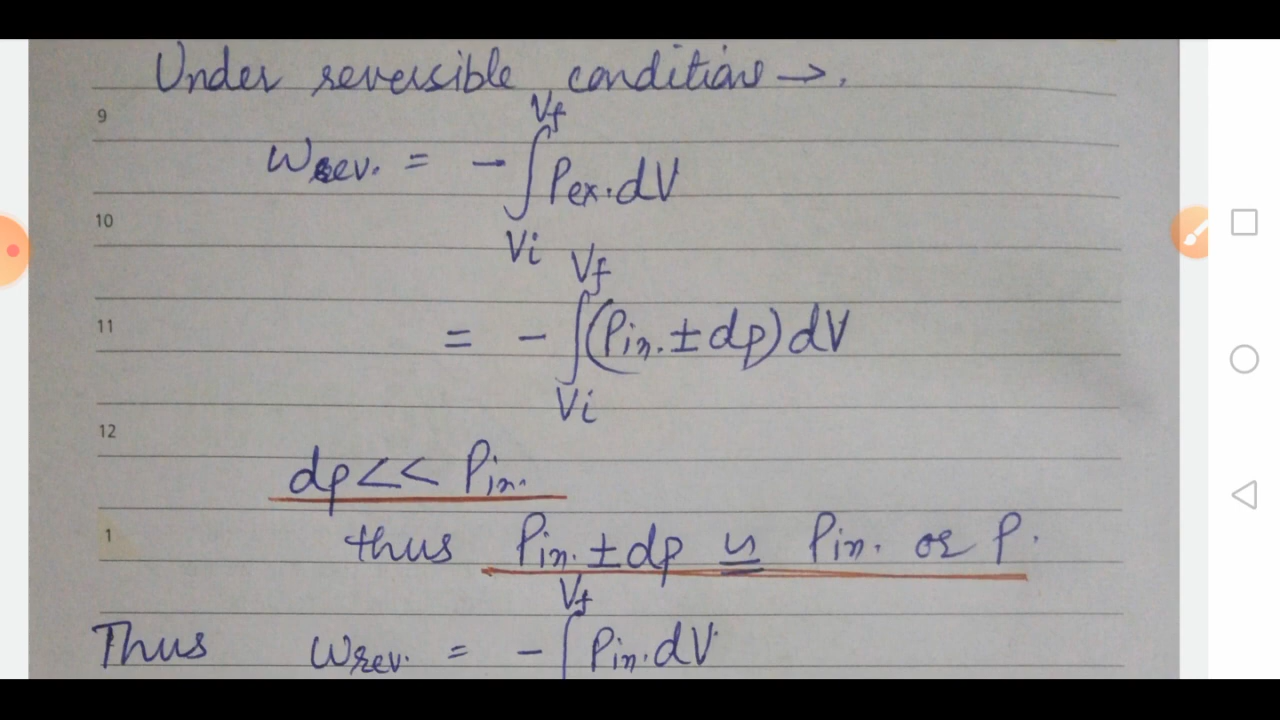 Under reversible conditions →.
9
Wrev. = - ∫ Vi Vf Pex. dV
10
= - ∫ Vi Vf (Pin. ± dp) dV
11
12
dp << Pin.
1
thus Pin. ± dp ≌ Pin. or P.
Thus Wrev. = - ∫ Vf Pin. dV